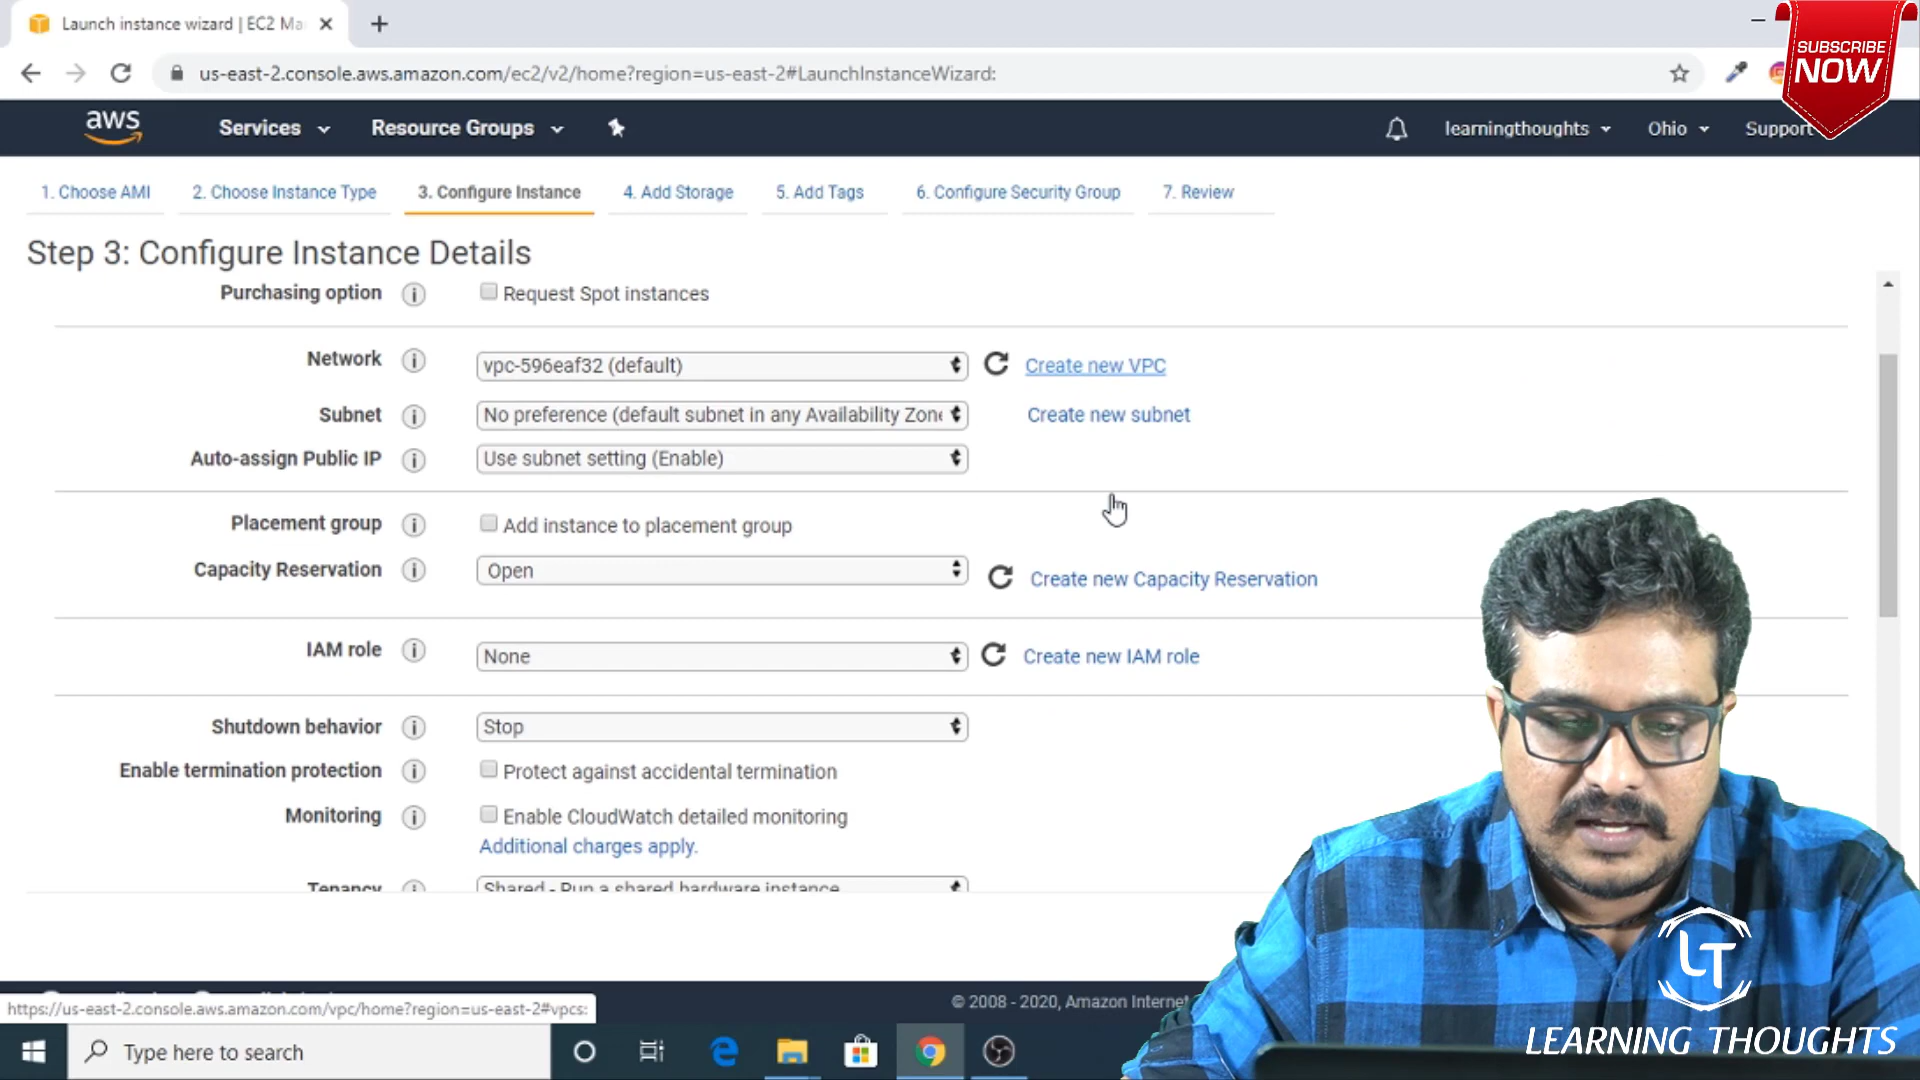 Launch instance wizard | EC2 Ma
SUBSCRIBE
NOW
us-east-2.console.aws.amazon.com/ec2/v2/home?region=us-east-2#LaunchInstanceWizard:
aws
Services
Resource Groups
learningthoughts
Ohio
Support
1. Choose AMI
2. Choose Instance Type
3. Configure Instance
4. Add Storage
5. Add Tags
6. Configure Security Group
7. Review
Step 3: Configure Instance Details
Purchasing option
Request Spot instances
Network
vpc-596eaf32 (default)
Create new VPC
Subnet
No preference (default subnet in any Availability Zone
Create new subnet
Auto-assign Public IP
Use subnet setting (Enable)
Placement group
Add instance to placement group
Capacity Reservation
Open
Create new Capacity Reservation
IAM role
None
Create new IAM role
Shutdown behavior
Stop
Enable termination protection
Protect against accidental termination
Monitoring
Enable CloudWatch detailed monitoring
Additional charges apply.
Tenancy
Shared - Run a shared hardware instance
© 2008 - 2020, Amazon Internet
https://us-east-2.console.aws.amazon.com/vpc/home?region=us-east-2#vpcs:
Type here to search
LT
LEARNING THOUGHTS